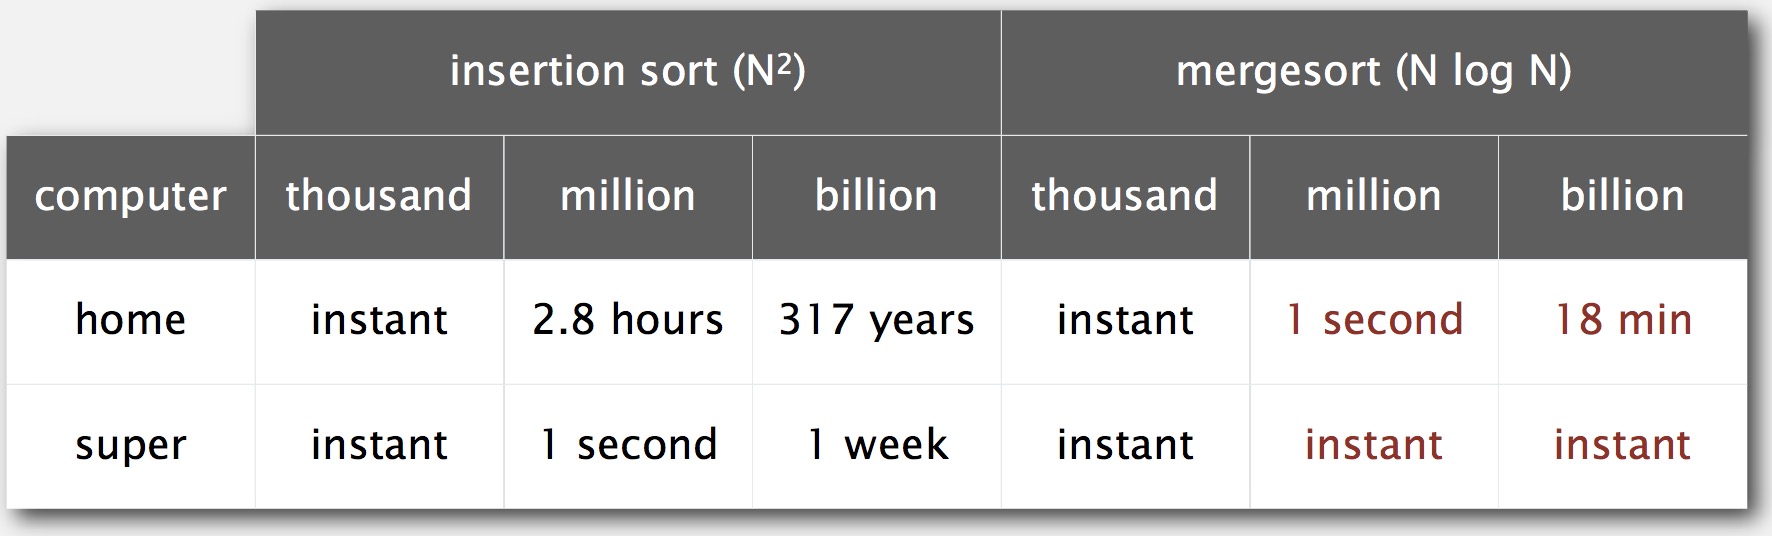 insertion sort (N²) mergesort (N log N)
computer thousand million billion thousand million billion
home instant 2.8 hours 317 years instant 1 second 18 min
super instant 1 second 1 week instant instant instant